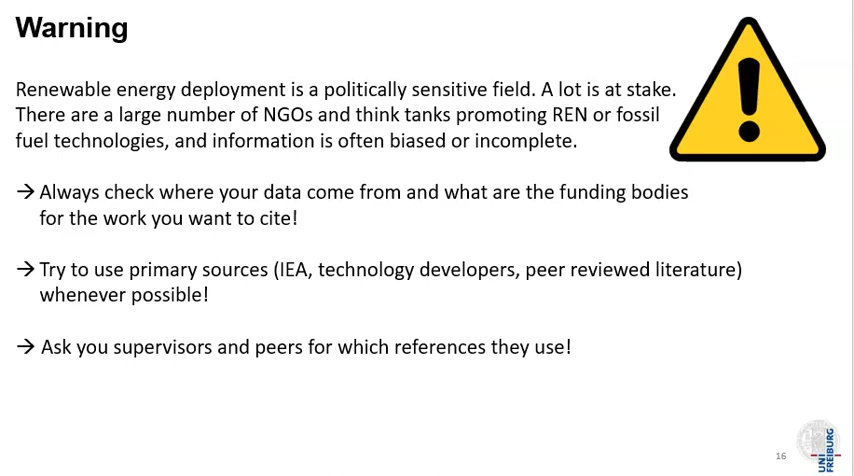 Warning
Renewable energy deployment is a politically sensitive field. A lot is at stake.
There are a large number of NGOs and think tanks promoting REN or fossil
fuel technologies, and information is often biased or incomplete.
→ Always check where your data come from and what are the funding bodies
for the work you want to cite!
→ Try to use primary sources (IEA, technology developers, peer reviewed literature)
whenever possible!
→ Ask you supervisors and peers for which references they use!
16
UNI
FREIBURG